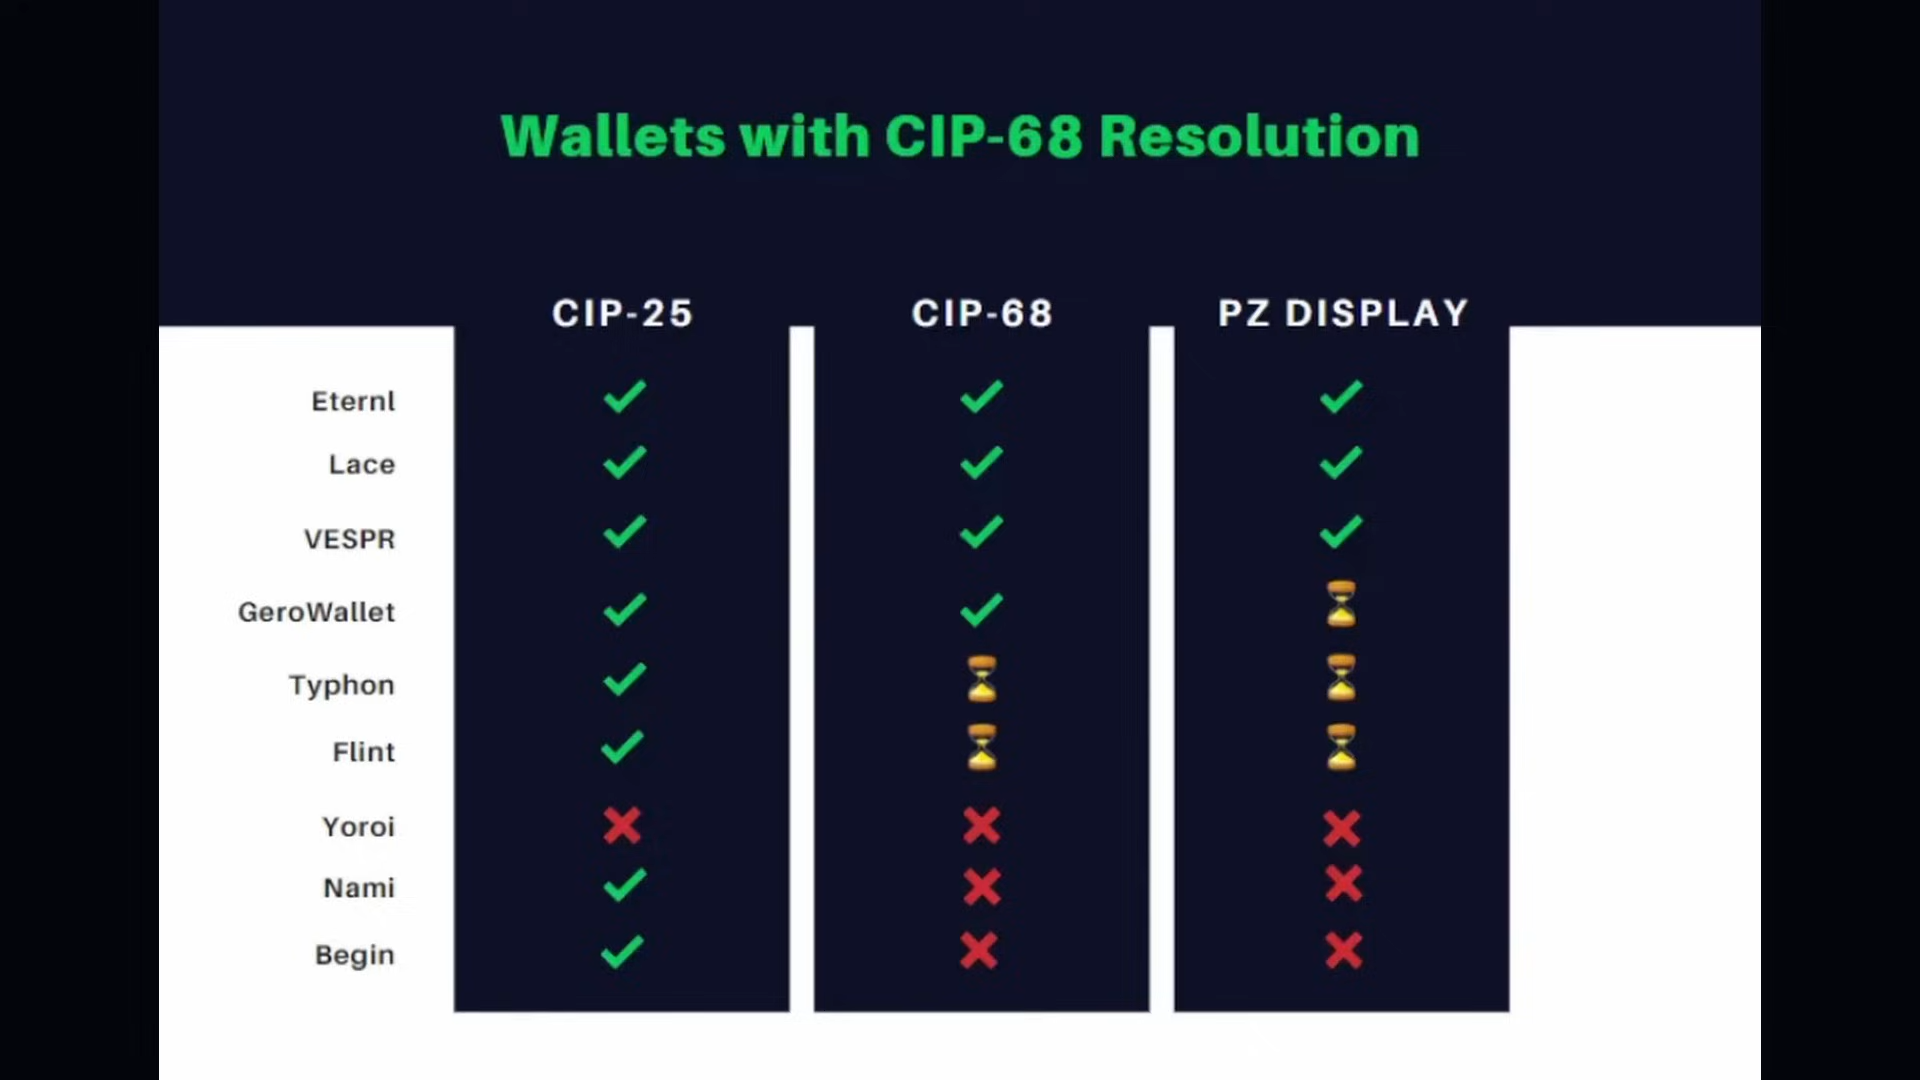 Wallets with CIP-68 Resolution
CIP-25 CIP-68 PZ DISPLAY
Eternl
Lace
VESPR
GeroWallet
Typhon
Flint
Yoroi
Nami
Begin